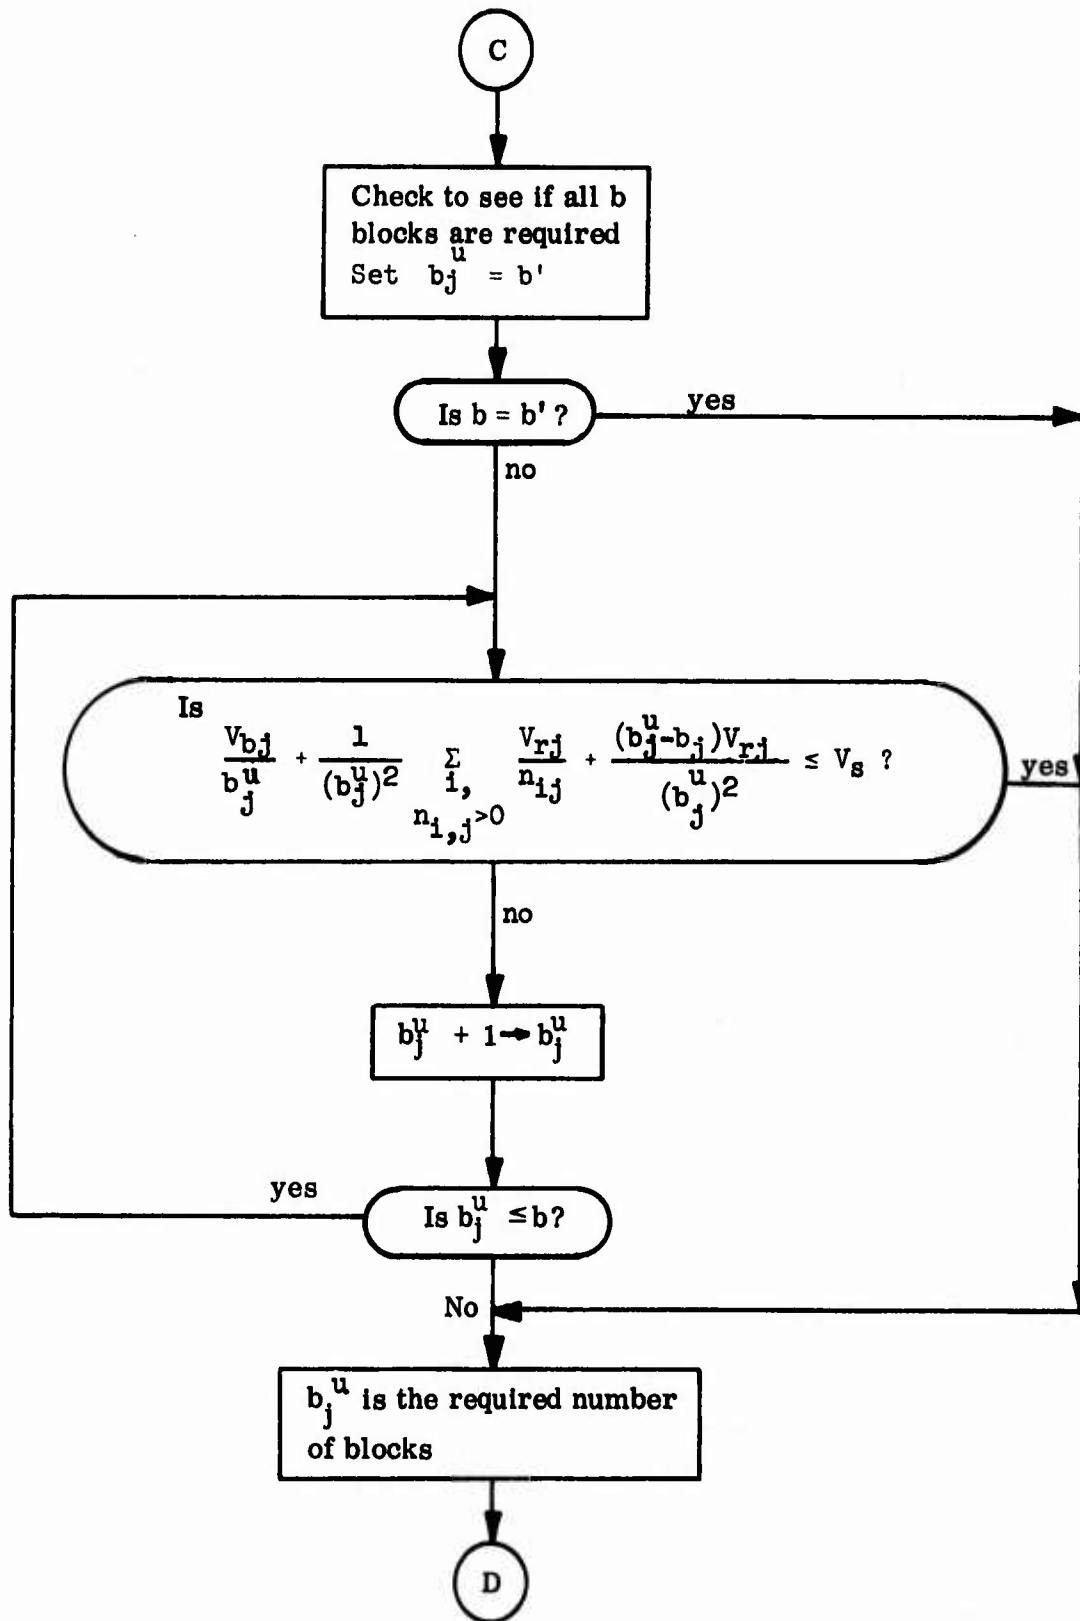 C
Check to see if all b
blocks are required
Set b_j^u = b'
Is b = b' ?
yes
no
Is
V_bj / b_j^u + 1 / (b_j^u)^2 Σ_{i, n_i,j>0} V_rj / n_ij + (b_j^u-b_j)V_rj / (b_j^u)^2 ≤ V_s ?
yes
no
b_j^u + 1→ b_j^u
yes
Is b_j^u ≤ b?
No
b_j^u is the required number
of blocks
D